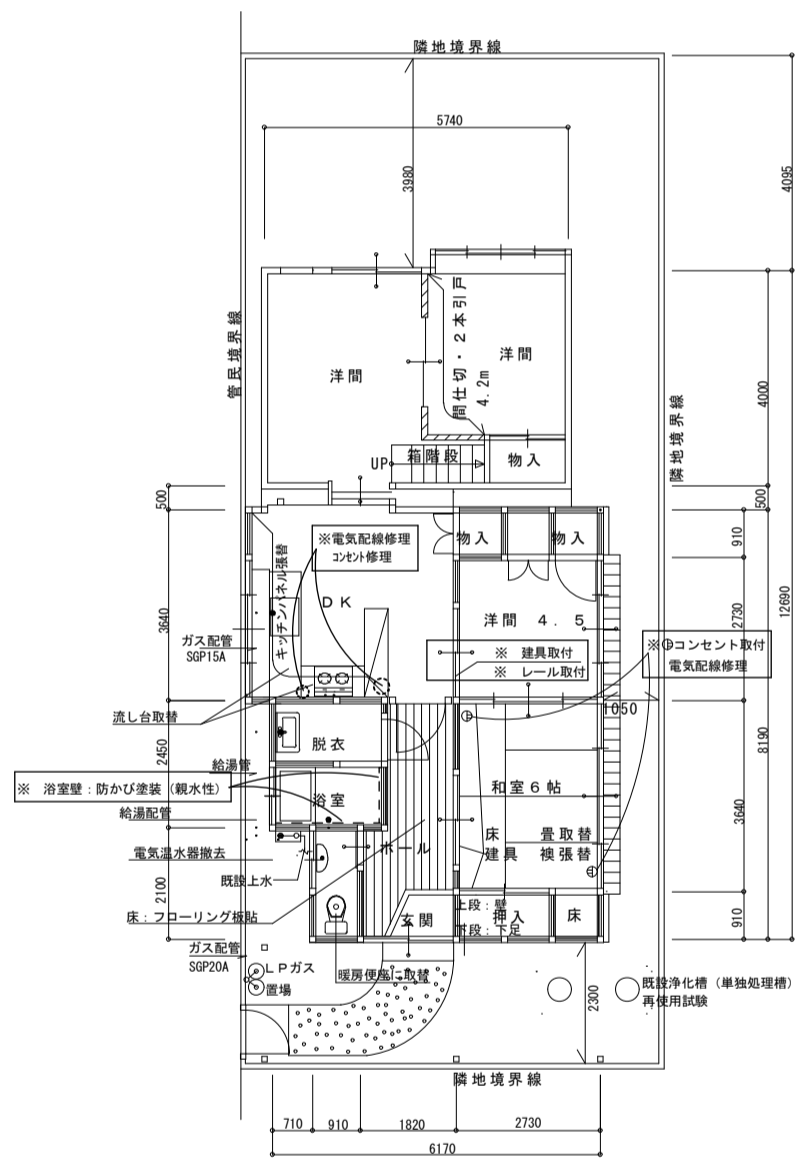 隣地境界線
5740
3980
4095
12690
管民境界線
洋間
間仕切・2本引戸
4.2m
洋間
4000
隣地境界線
UP
箱階段
物入
500
500
※電気配線修理
コンセント修理
物入
物入
910
キッチンパネル張替
DK
3640
洋間 4.5
2730
ガス配管
SGP15A
※ 建具取付
※ レール取付
※コンセント取付
電気配線修理
流し台取替
1050
8190
2450
脱衣
給湯管
※ 浴室壁:防かび塗装(親水性)
浴室
和室6帖
3640
給湯配管
床 畳取替
建具 襖張替
ホール
電気温水器撤去
既設上水
2100
床:フローリング板貼
玄関
上段:壁
下段:下足
押入
床
910
ガス配管
SGP20A
LPガス
置場
暖房便座に取替
2300
既設浄化槽(単独処理槽)
再使用試験
隣地境界線
710
910
1820
2730
6170